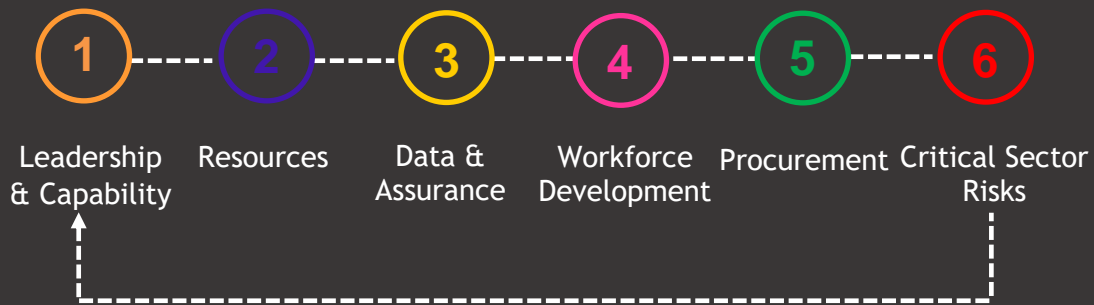 1 2 3 4 5 6
Leadership
& Capability
Resources
Data &
Assurance
Workforce
Development
Procurement
Critical Sector
Risks